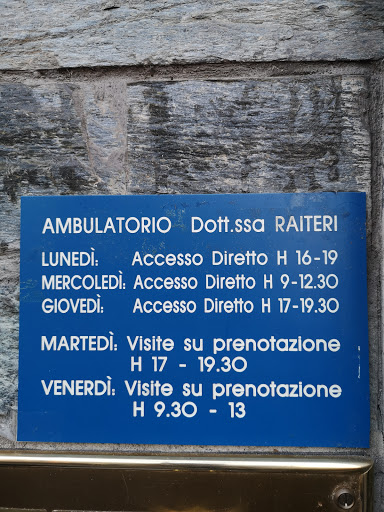 AMBULATORIO Dott.ssa RAITERI
LUNEDÌ: Accesso Diretto H 16-19
MERCOLEDÌ: Accesso Diretto H 9-12.30
GIOVEDÌ: Accesso Diretto H 17-19.30
MARTEDÌ: Visite su prenotazione
H 17 - 19.30
VENERDÌ: Visite su prenotazione
H 9.30 - 13